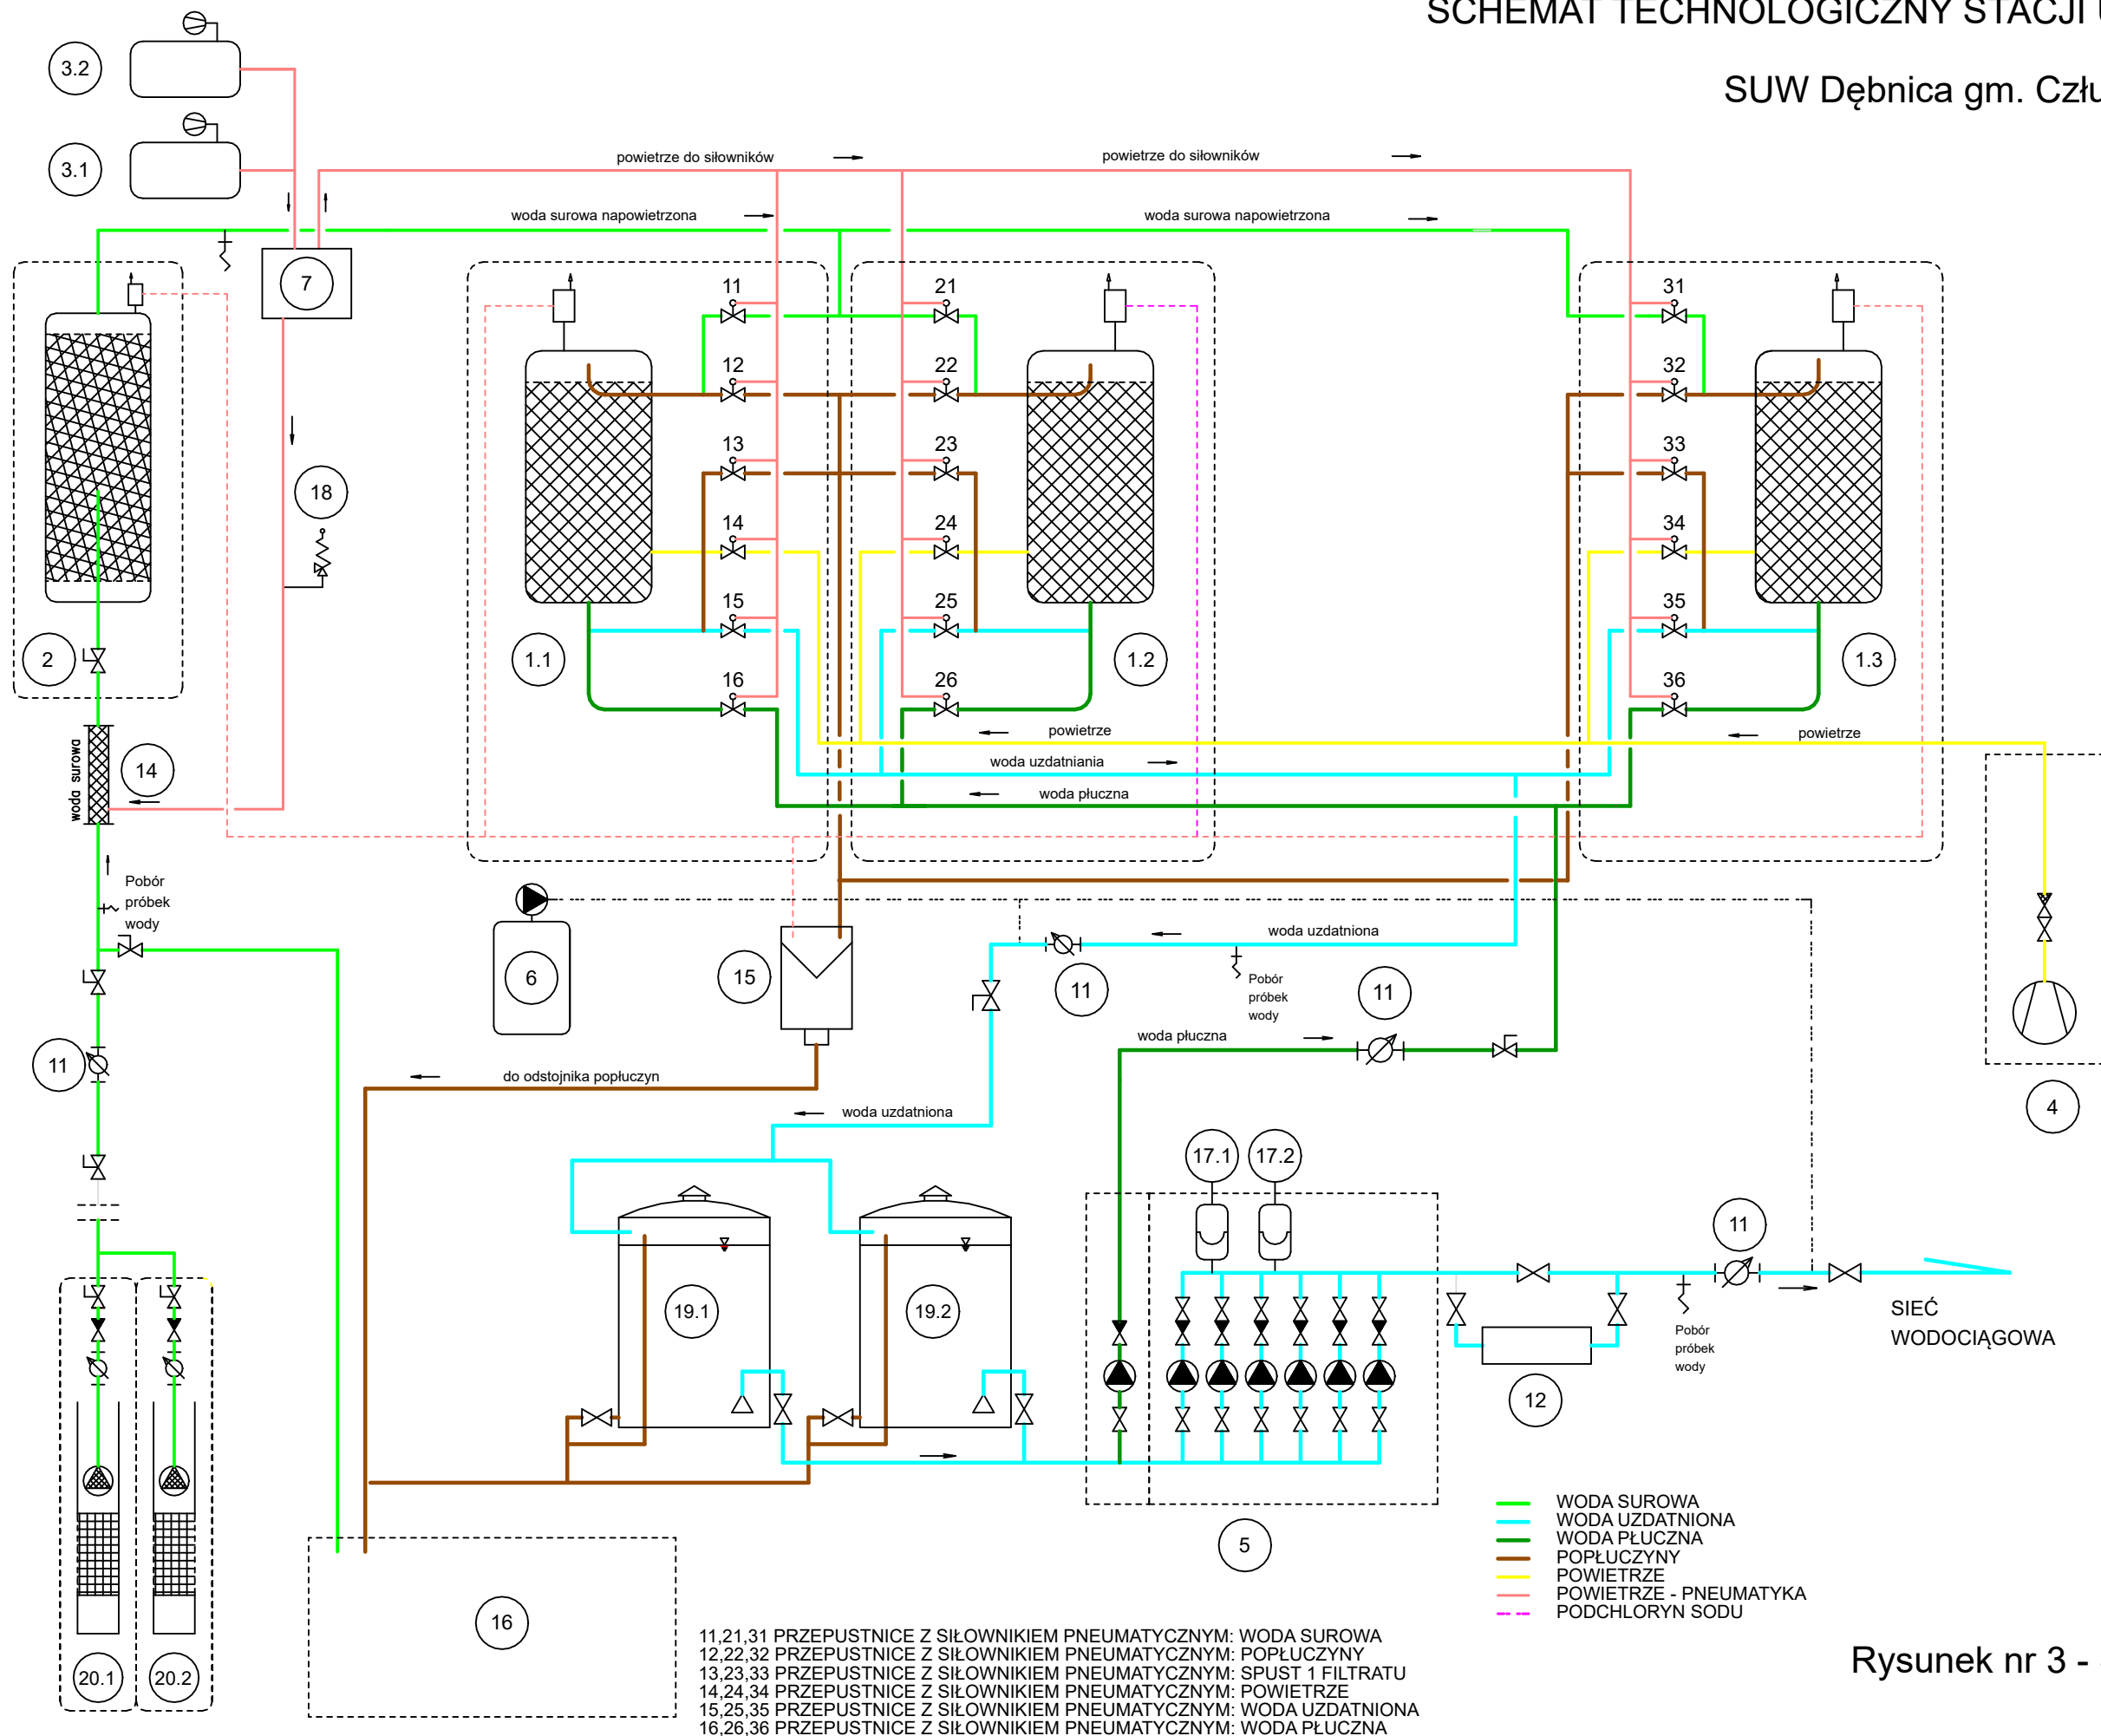 SCHEMAT TECHNOLOGICZNY STACJI
SUW Dębnica gm. Człu
3.2
3.1
powietrze do siłowników
powietrze do siłowników
woda surowa napowietrzona
woda surowa napowietrzona
7
11
21
31
12
22
32
13
23
33
18
14
24
34
15
25
35
2
1.1
1.2
1.3
16
26
36
powietrze
powietrze
woda uzdatniania
woda surowa
14
woda płuczna
Pobór
próbek
wody
woda uzdatniona
6
15
11
Pobór
próbek
wody
11
woda płuczna
11
do odstojnika popłuczyn
4
woda uzdatniona
17.1
17.2
11
19.1
19.2
SIEĆ
WODOCIĄGOWA
Pobór
próbek
wody
12
5
WODA SUROWA
WODA UZDATNIONA
WODA PŁUCZNA
POPŁUCZYNY
POWIETRZE
POWIETRZE - PNEUMATYKA
PODCHLORYN SODU
16
20.1
20.2
11,21,31 PRZEPUSTNICE Z SIŁOWNIKIEM PNEUMATYCZNYM: WODA SUROWA
12,22,32 PRZEPUSTNICE Z SIŁOWNIKIEM PNEUMATYCZNYM: POPŁUCZYNY
13,23,33 PRZEPUSTNICE Z SIŁOWNIKIEM PNEUMATYCZNYM: SPUST 1 FILTRATU
14,24,34 PRZEPUSTNICE Z SIŁOWNIKIEM PNEUMATYCZNYM: POWIETRZE
15,25,35 PRZEPUSTNICE Z SIŁOWNIKIEM PNEUMATYCZNYM: WODA UZDATNIONA
16,26,36 PRZEPUSTNICE Z SIŁOWNIKIEM PNEUMATYCZNYM: WODA PŁUCZNA
Rysunek nr 3 -